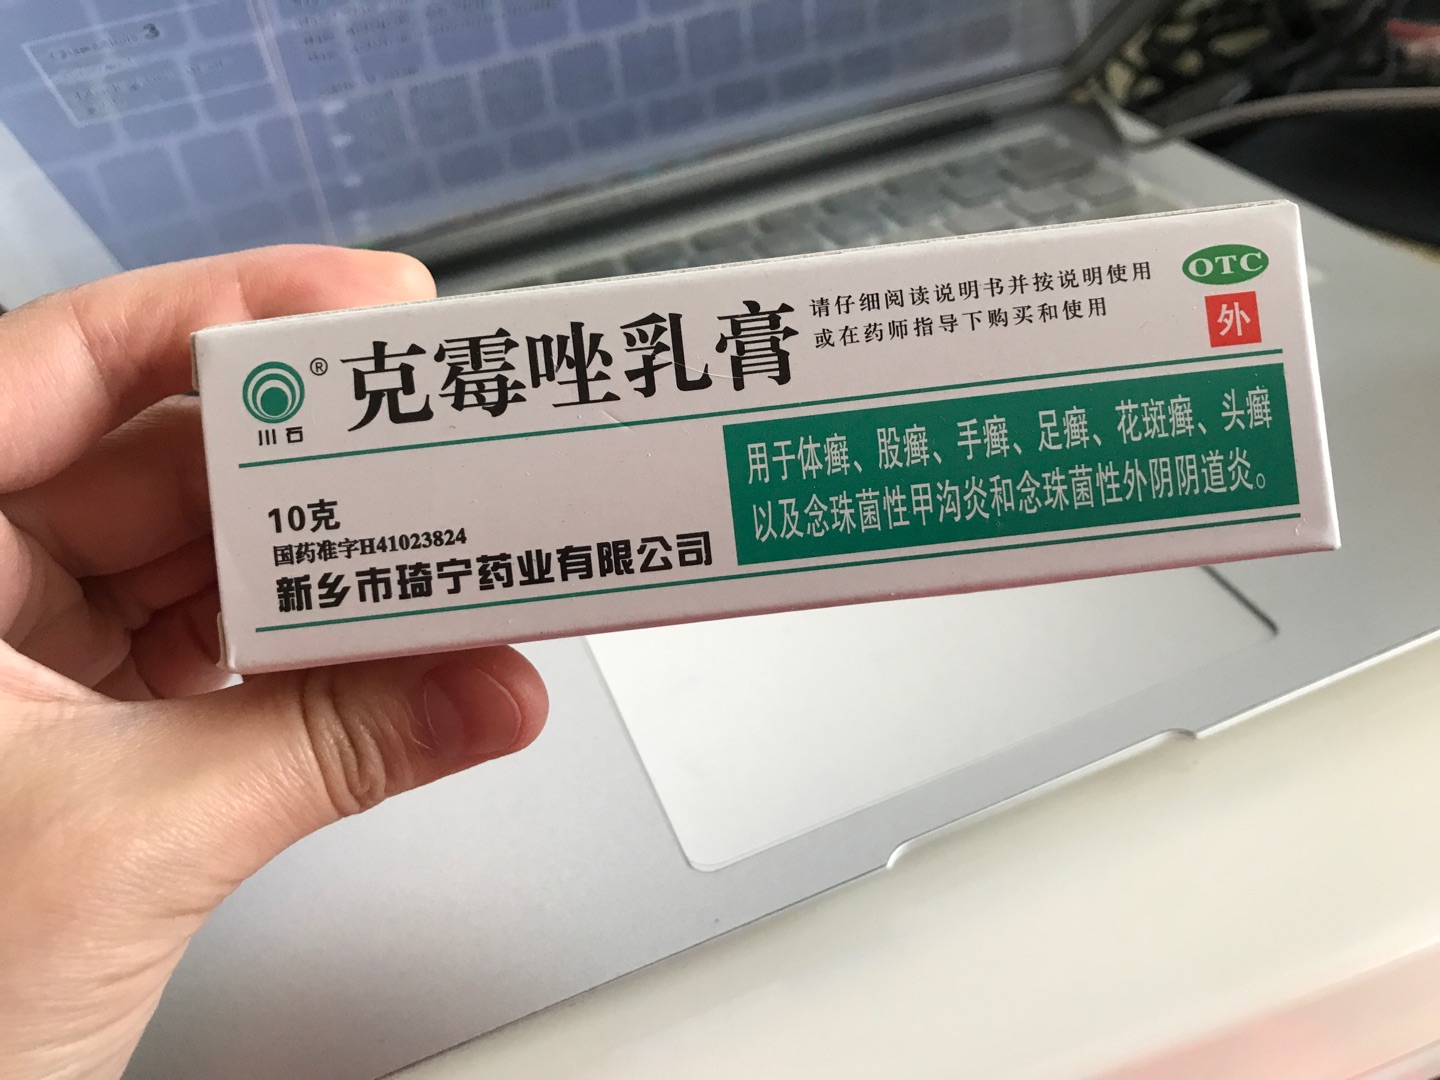 川石
®
克霉唑乳膏
请仔细阅读说明书并按说明使用
或在药师指导下购买和使用
OTC
外
用于体癣、股癣、手癣、足癣、花斑癣、头癣
以及念珠菌性甲沟炎和念珠菌性外阴阴道炎。
10克
国药准字H41023824
新乡市琦宁药业有限公司